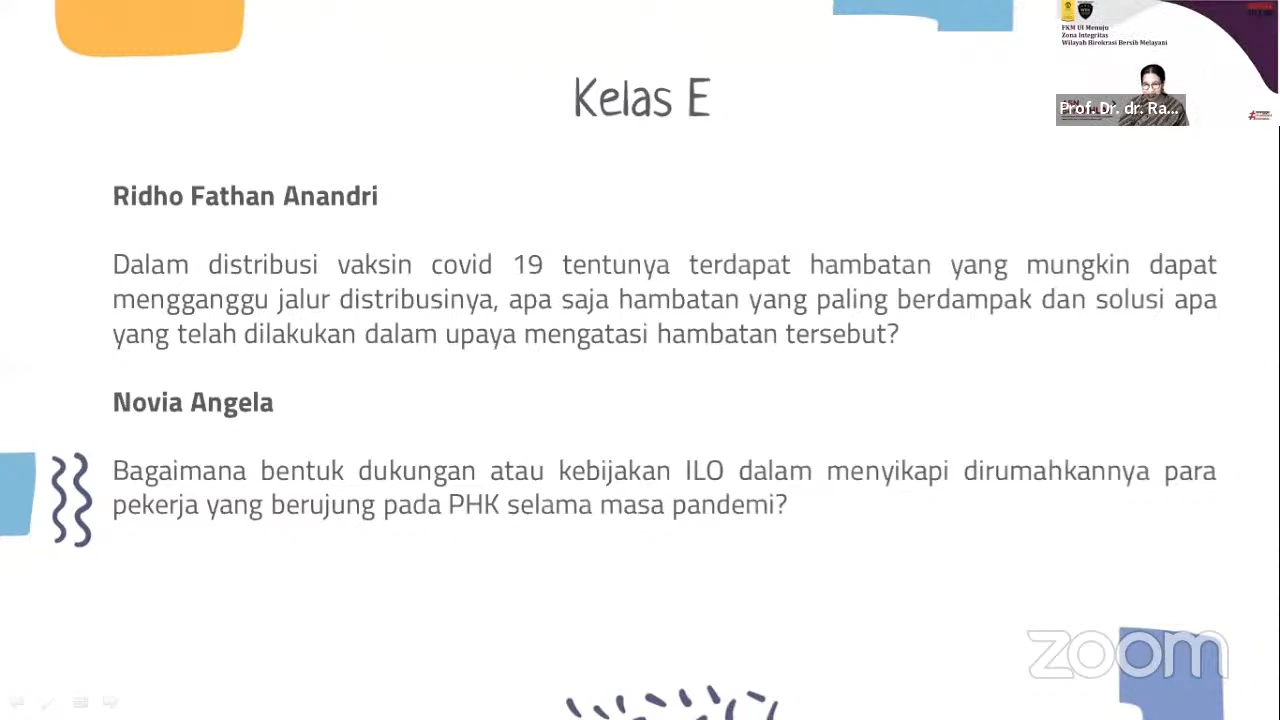 FKM UI Menuju
Zona Integritas
Wilayah Birokrasi Bersih Melayani
Prof. Dr. dr. Ra...
Kelas E
Ridho Fathan Anandri
Dalam distribusi vaksin covid 19 tentunya terdapat hambatan yang mungkin dapat
mengganggu jalur distribusinya, apa saja hambatan yang paling berdampak dan solusi apa
yang telah dilakukan dalam upaya mengatasi hambatan tersebut?
Novia Angela
Bagaimana bentuk dukungan atau kebijakan ILO dalam menyikapi dirumahkannya para
pekerja yang berujung pada PHK selama masa pandemi?
zoom